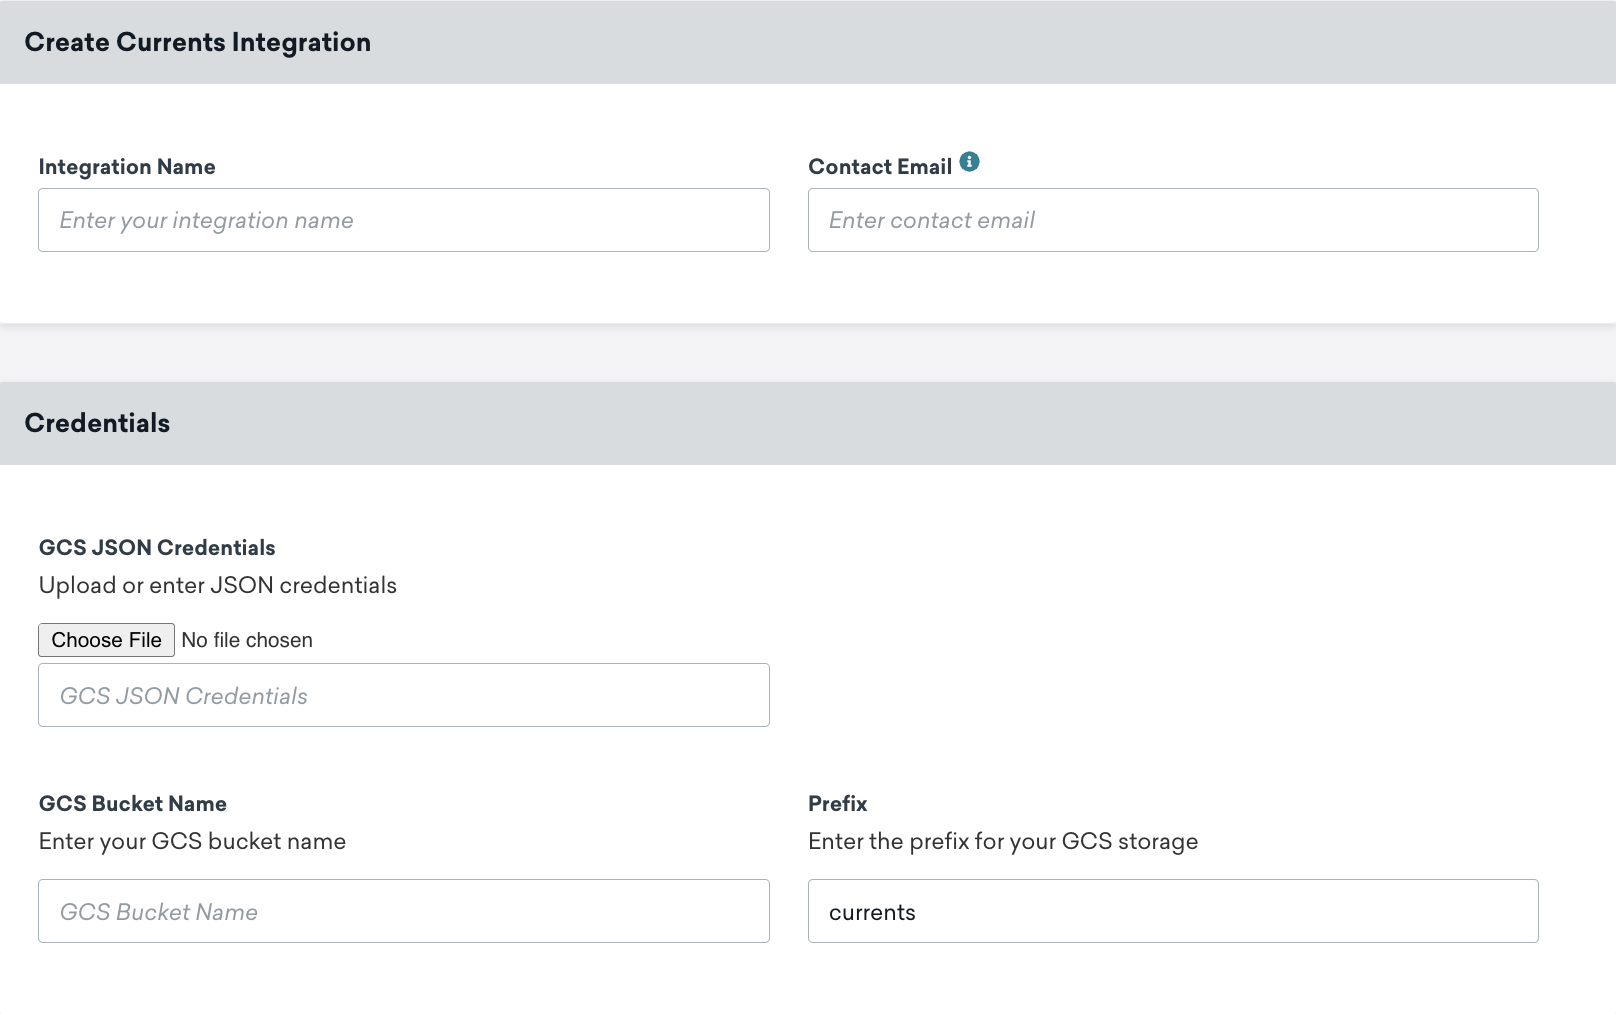 Create Currents Integration
Integration Name
Enter your integration name
Contact Email
Enter contact email
Credentials
GCS JSON Credentials
Upload or enter JSON credentials
Choose File No file chosen
GCS JSON Credentials
GCS Bucket Name
Enter your GCS bucket name
GCS Bucket Name
Prefix
Enter the prefix for your GCS storage
currents